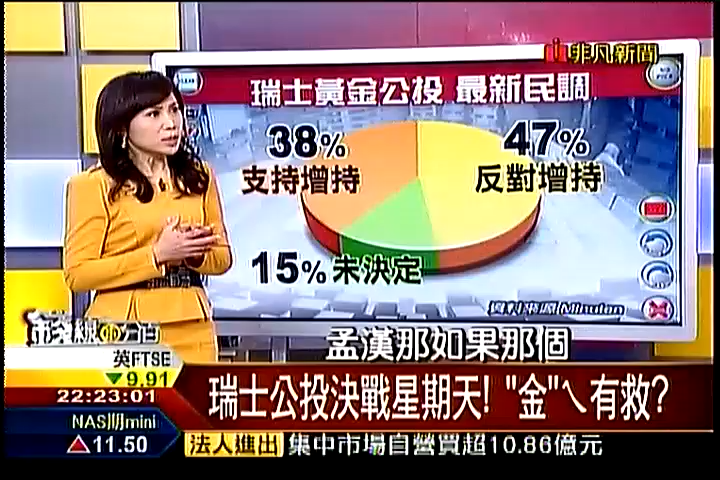 非凡新聞
瑞士黃金公投 最新民調
38%
支持增持
47%
反對增持
15%未決定
資料來源:Minuten
孟漢那如果那個
英FTSE
▼9.91
22:23:01
瑞士公投決戰星期天! "金"ㄟ有救?
NAS期mini
▲11.50
法人進出 集中市場自營買超10.86億元